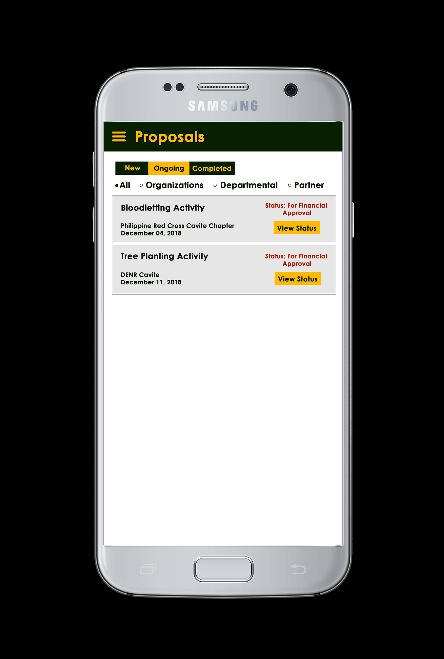 SAMSUNG
Proposals
New Ongoing Completed
All Organizations Departmental Partner
Bloodletting Activity
Status: For Financial
Approval
Philippine Red Cross Cavite Chapter
December 04, 2018
View Status
Tree Planting Activity
Status: For Financial
Approval
DENR Cavite
December 11, 2018
View Status